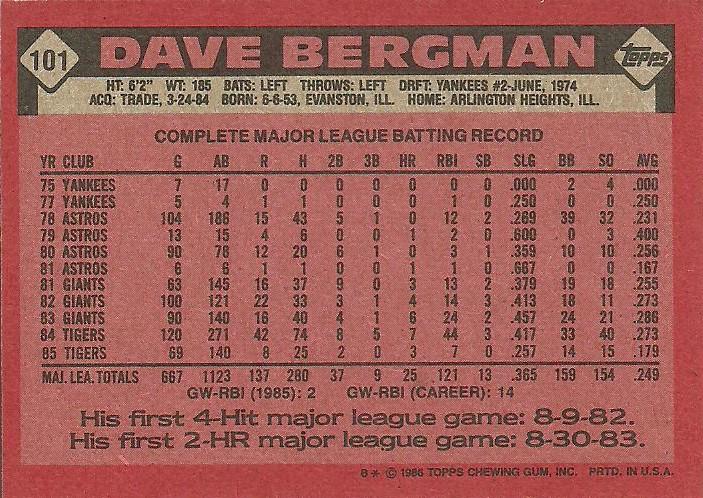 101 DAVE BERGMAN topps
HT: 6'2" WT: 185 BATS: LEFT THROWS: LEFT DRFT: YANKEES #2-JUNE, 1974
ACQ: TRADE, 3-24-84 BORN: 6-6-53, EVANSTON, ILL. HOME: ARLINGTON HEIGHTS, ILL.
COMPLETE MAJOR LEAGUE BATTING RECORD
YR CLUB G AB R H 2B 3B HR RBI SB SLG BB SO AVG
75 YANKEES 7 17 0 0 0 0 0 0 0 .000 2 4 .000
77 YANKEES 5 4 1 1 0 0 0 1 0 .250 0 0 .250
78 ASTROS 104 186 15 43 5 1 0 12 2 .269 39 32 .231
79 ASTROS 13 15 4 6 0 0 1 2 0 .600 0 3 .400
80 ASTROS 90 78 12 20 6 1 0 3 1 .359 10 10 .256
81 ASTROS 6 6 1 1 0 0 1 1 0 .667 0 0 .167
81 GIANTS 63 145 16 37 9 0 3 13 2 .379 19 18 .255
82 GIANTS 100 121 22 33 3 1 4 14 3 .413 18 11 .273
83 GIANTS 90 140 16 40 4 1 6 24 2 .457 24 21 .286
84 TIGERS 120 271 42 74 8 5 7 44 3 .417 33 40 .273
85 TIGERS 69 140 8 25 2 0 3 7 0 .257 14 15 .179
MAJ. LEA. TOTALS 667 1123 137 280 37 9 25 121 13 .365 159 154 .249
GW-RBI (1985): 2 GW-RBI (CAREER): 14
His first 4-Hit major league game: 8-9-82.
His first 2-HR major league game: 8-30-83.
B* © 1986 TOPPS CHEWING GUM, INC. PRTD. IN U.S.A.